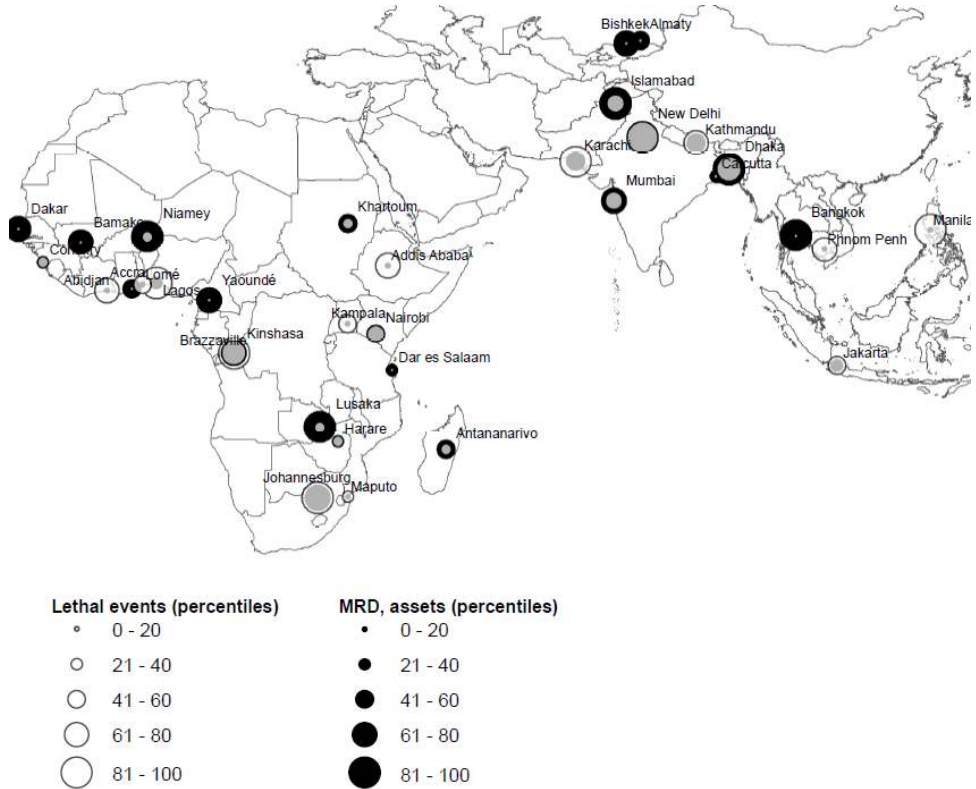 BishkekAlmaty
Islamabad
New Delhi
Karachi
Kathmandu
Dhaka
Calcutta
Mumbai
Dakar
Bamako
Niamey
Khartoum
Bangkok
Manila
Phnom Penh
Conakry
Addis Ababa
Abidjan
Accra
Lomé
Lagos
Yaoundé
Kampala
Nairobi
Brazzaville
Kinshasa
Dar es Salaam
Jakarta
Lusaka
Harare
Antananarivo
Johannesburg
Maputo
Lethal events (percentiles)
0 - 20
21 - 40
41 - 60
61 - 80
81 - 100
MRD, assets (percentiles)
0 - 20
21 - 40
41 - 60
61 - 80
81 - 100